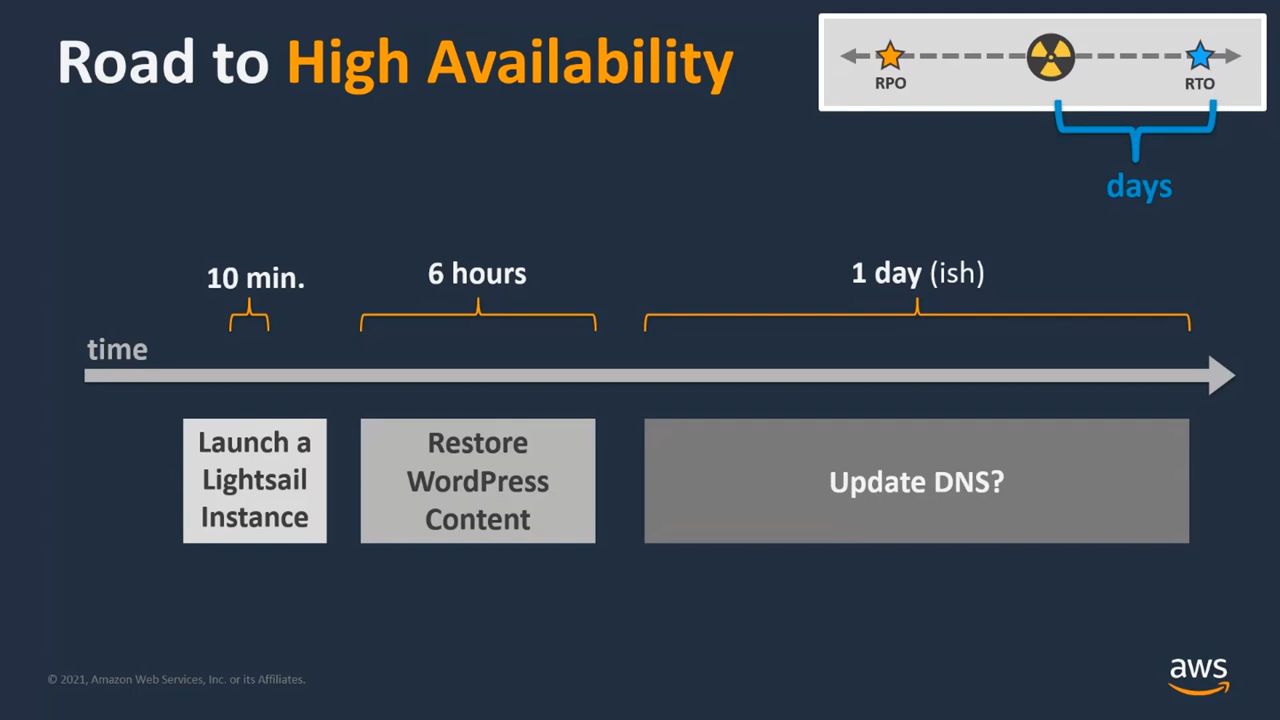 Road to High Availability
RPO
RTO
days
10 min.
6 hours
1 day (ish)
time
Launch a
Lightsail
Instance
Restore
WordPress
Content
Update DNS?
© 2021, Amazon Web Services, Inc. or its Affiliates.
aws